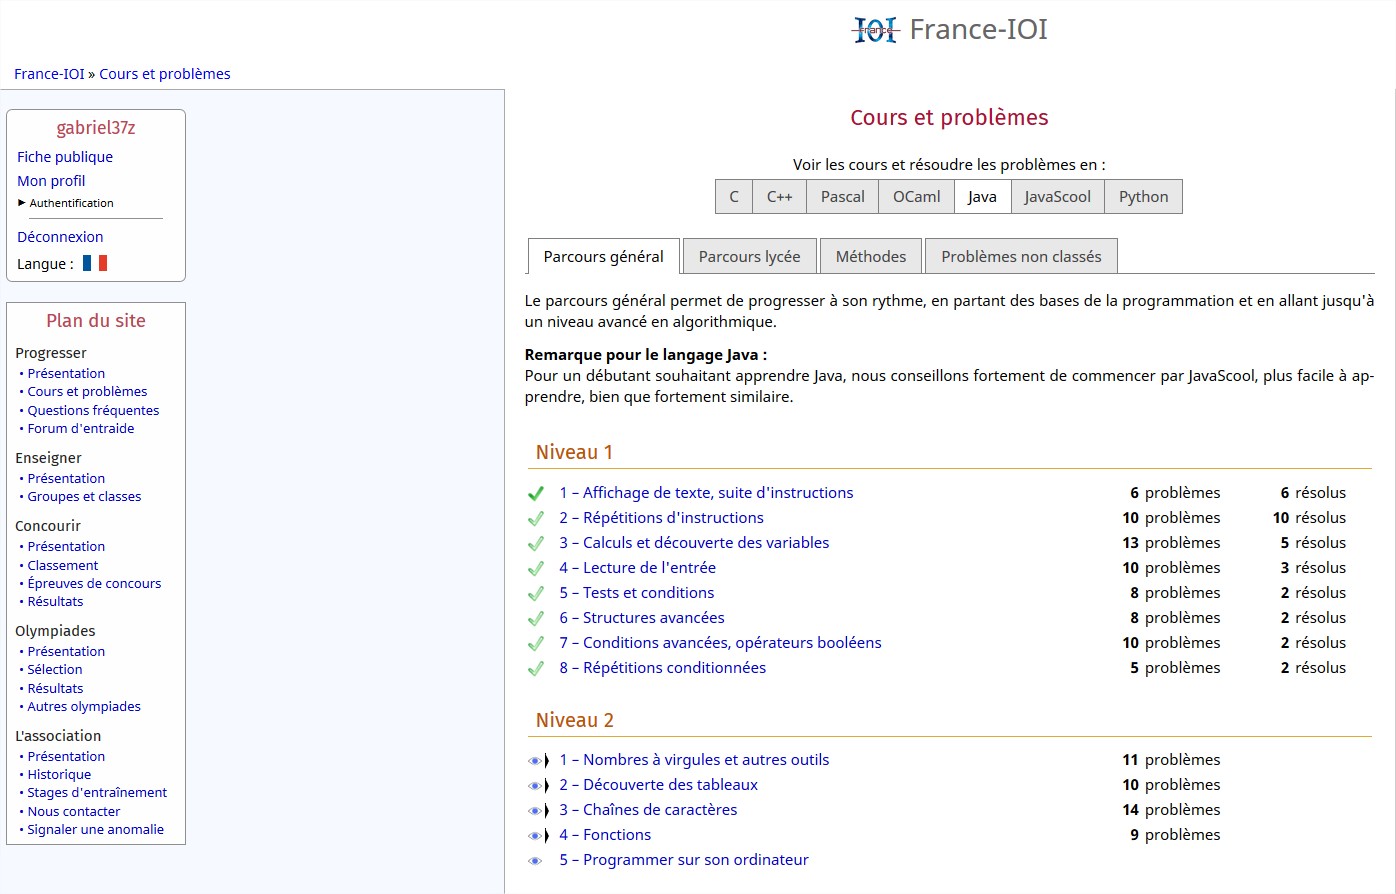 France
IOI France-IOI
France-IOI » Cours et problèmes
gabriel37z
Fiche publique
Mon profil
Authentification
Déconnexion
Langue :
Plan du site
Progresser
• Présentation
• Cours et problèmes
• Questions fréquentes
• Forum d'entraide
Enseigner
• Présentation
• Groupes et classes
Concourir
• Présentation
• Classement
• Épreuves de concours
• Résultats
Olympiades
• Présentation
• Sélection
• Résultats
• Autres olympiades
L'association
• Présentation
• Historique
• Stages d'entraînement
• Nous contacter
• Signaler une anomalie
Cours et problèmes
Voir les cours et résoudre les problèmes en :
C C++ Pascal OCaml Java JavaScool Python
Parcours général Parcours lycée Méthodes Problèmes non classés
Le parcours général permet de progresser à son rythme, en partant des bases de la programmation et en allant jusqu'à
un niveau avancé en algorithmique.
Remarque pour le langage Java :
Pour un débutant souhaitant apprendre Java, nous conseillons fortement de commencer par JavaScool, plus facile à ap-
prendre, bien que fortement similaire.
Niveau 1
1 – Affichage de texte, suite d'instructions 6 problèmes 6 résolus
2 – Répétitions d'instructions 10 problèmes 10 résolus
3 – Calculs et découverte des variables 13 problèmes 5 résolus
4 – Lecture de l'entrée 10 problèmes 3 résolus
5 – Tests et conditions 8 problèmes 2 résolus
6 – Structures avancées 8 problèmes 2 résolus
7 – Conditions avancées, opérateurs booléens 10 problèmes 2 résolus
8 – Répétitions conditionnées 5 problèmes 2 résolus
Niveau 2
1 – Nombres à virgules et autres outils 11 problèmes
2 – Découverte des tableaux 10 problèmes
3 – Chaînes de caractères 14 problèmes
4 – Fonctions 9 problèmes
5 – Programmer sur son ordinateur